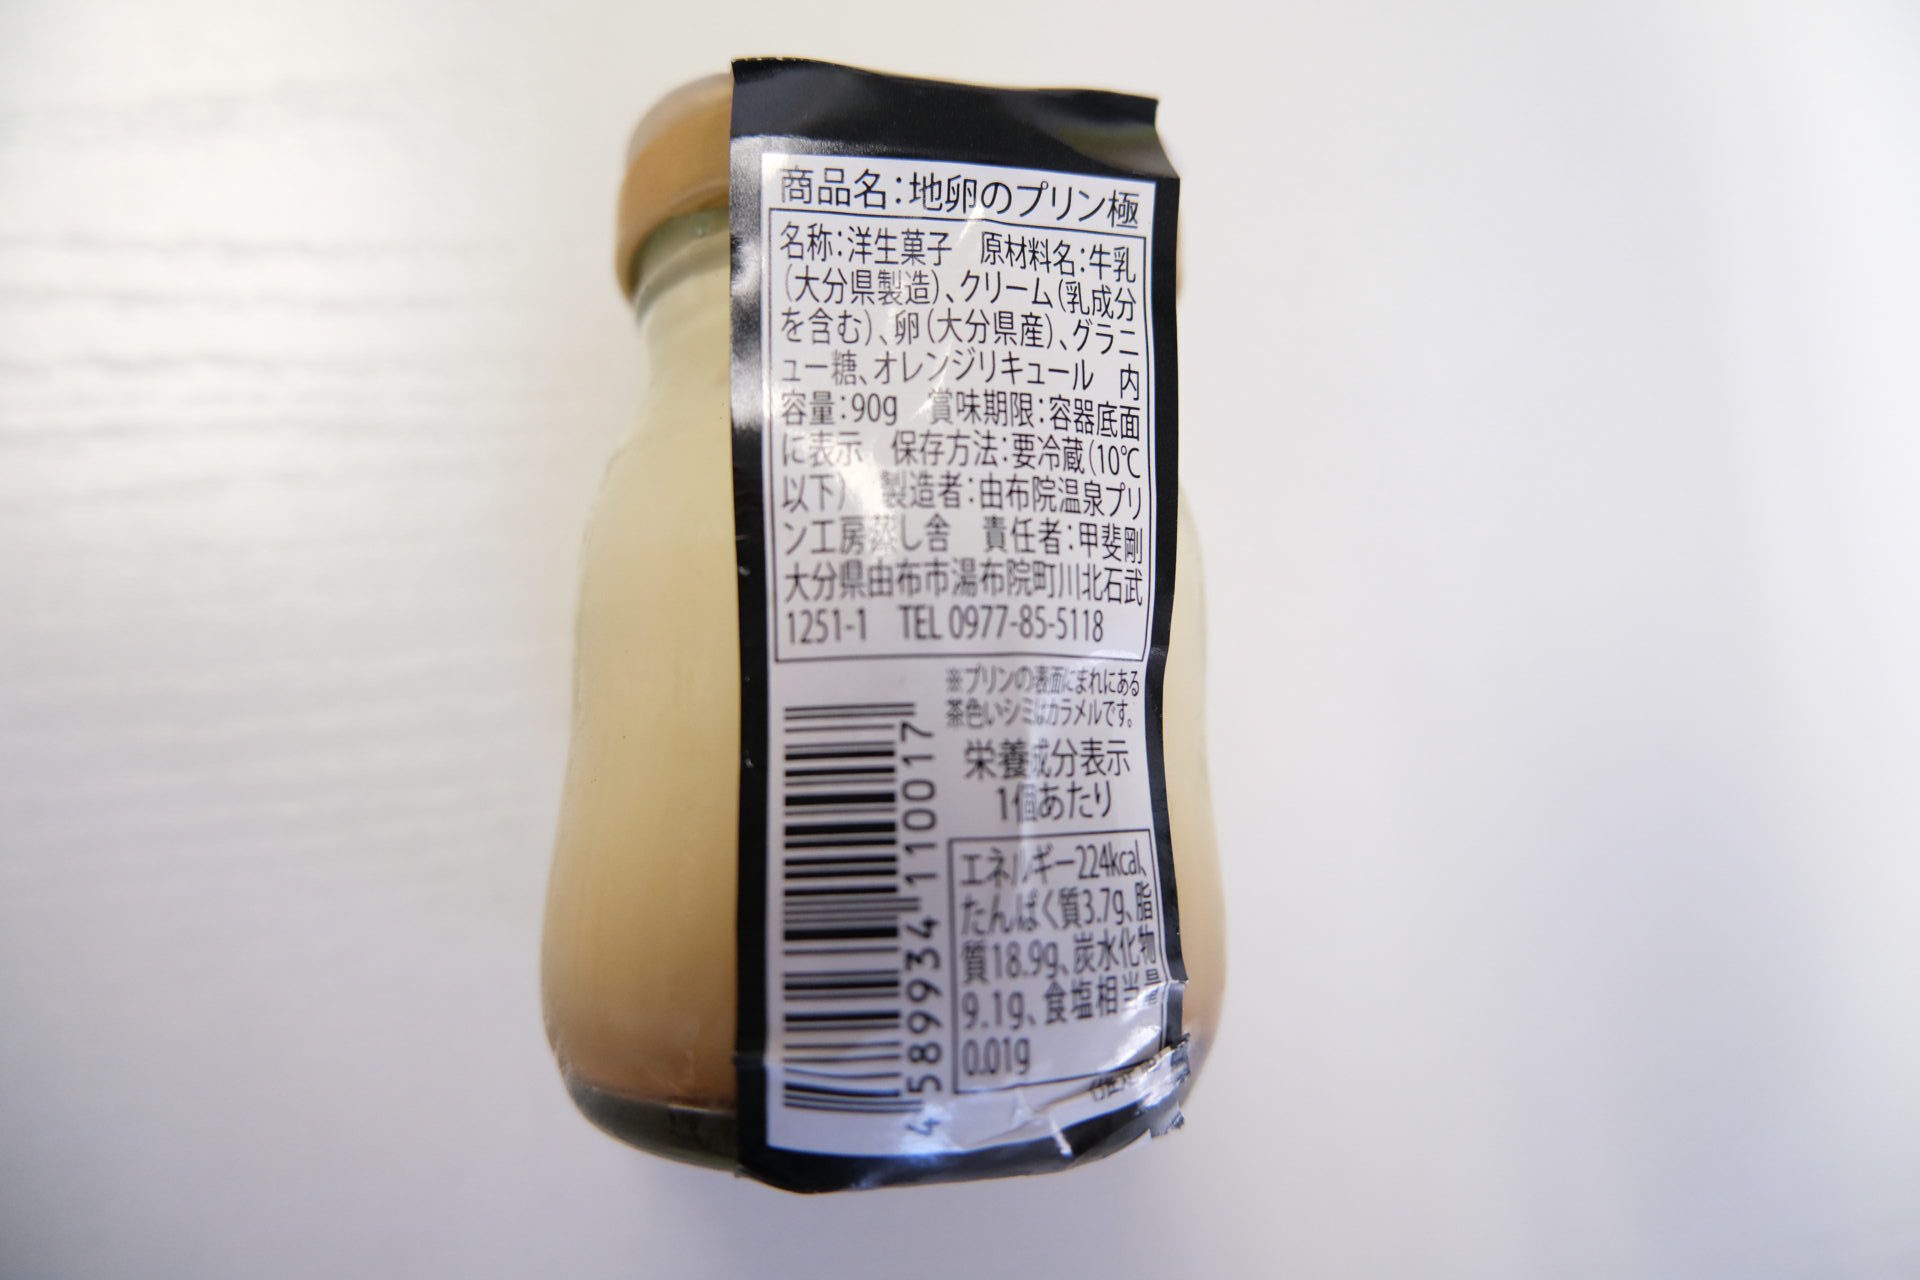 商品名：地卵のプリン極
名称：洋生菓子　原材料名：牛乳
（大分県製造）、クリーム（乳成分
を含む）、卵（大分県産）、グラニ
ュー糖、オレンジリキュール　内
容量：90g　賞味期限：容器底面
に表示　保存方法：要冷蔵（10℃
以下）　製造者：由布院温泉プリ
ン工房蒸し舎　責任者：甲斐剛
大分県由布市湯布院町川北石武
1251-1　TEL 0977-85-5118
※プリンの表面にまれにある
茶色いシミはカラメルです。
栄養成分表示
1個あたり
エネルギー224kcal、
たんぱく質3.7g、脂
質18.9g、炭水化物
9.1g、食塩相当量
0.01g
4589934110017